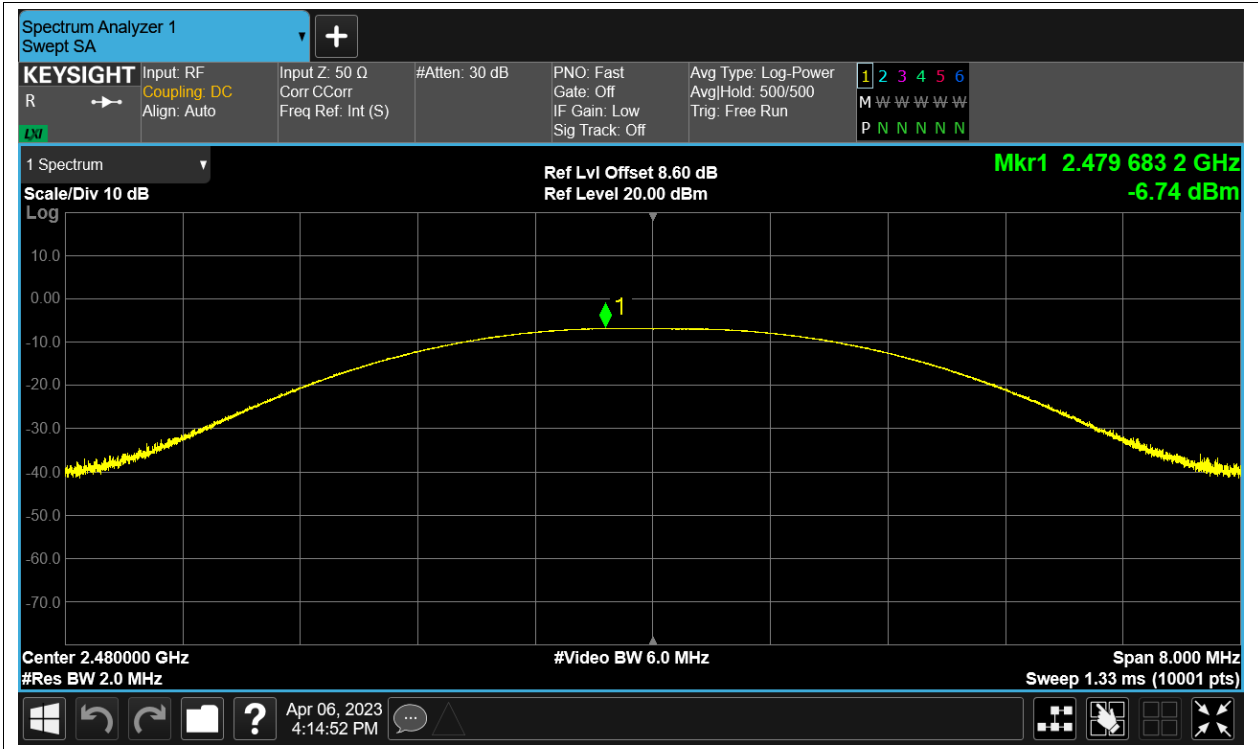 Spectrum Analyzer 1
Swept SA
KEYSIGHT
R
LXI
Input: RF
Coupling: DC
Align: Auto
Input Z: 50 Ω
Corr CCorr
Freq Ref: Int (S)
#Atten: 30 dB
PNO: Fast
Gate: Off
IF Gain: Low
Sig Track: Off
Avg Type: Log-Power
Avg|Hold: 500/500
Trig: Free Run
1 2 3 4 5 6
M W W W W W
P N N N N N
1 Spectrum
Scale/Div 10 dB
Log
Ref Lvl Offset 8.60 dB
Ref Level 20.00 dBm
Mkr1 2.479 683 2 GHz
-6.74 dBm
10.0
0.00
1
-10.0
-20.0
-30.0
-40.0
-50.0
-60.0
-70.0
Center 2.480000 GHz
#Video BW 6.0 MHz
Span 8.000 MHz
#Res BW 2.0 MHz
Sweep 1.33 ms (10001 pts)
?
Apr 06, 2023
4:14:52 PM